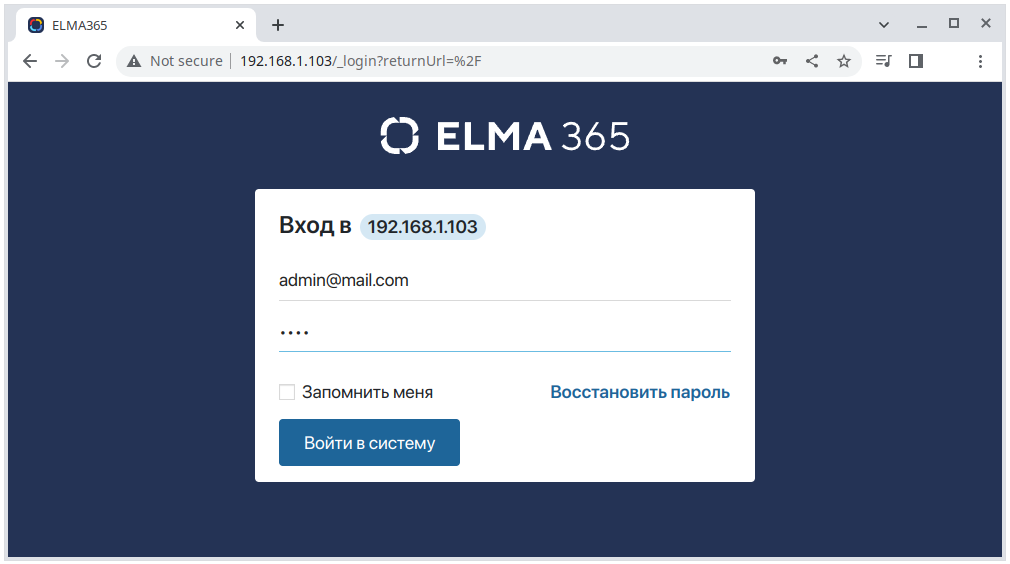 ELMA365
Not secure 192.168.1.103/_login?returnUrl=%2F
ELMA 365
Вход в 192.168.1.103
admin@mail.com
••••
Запомнить меня Восстановить пароль
Войти в систему